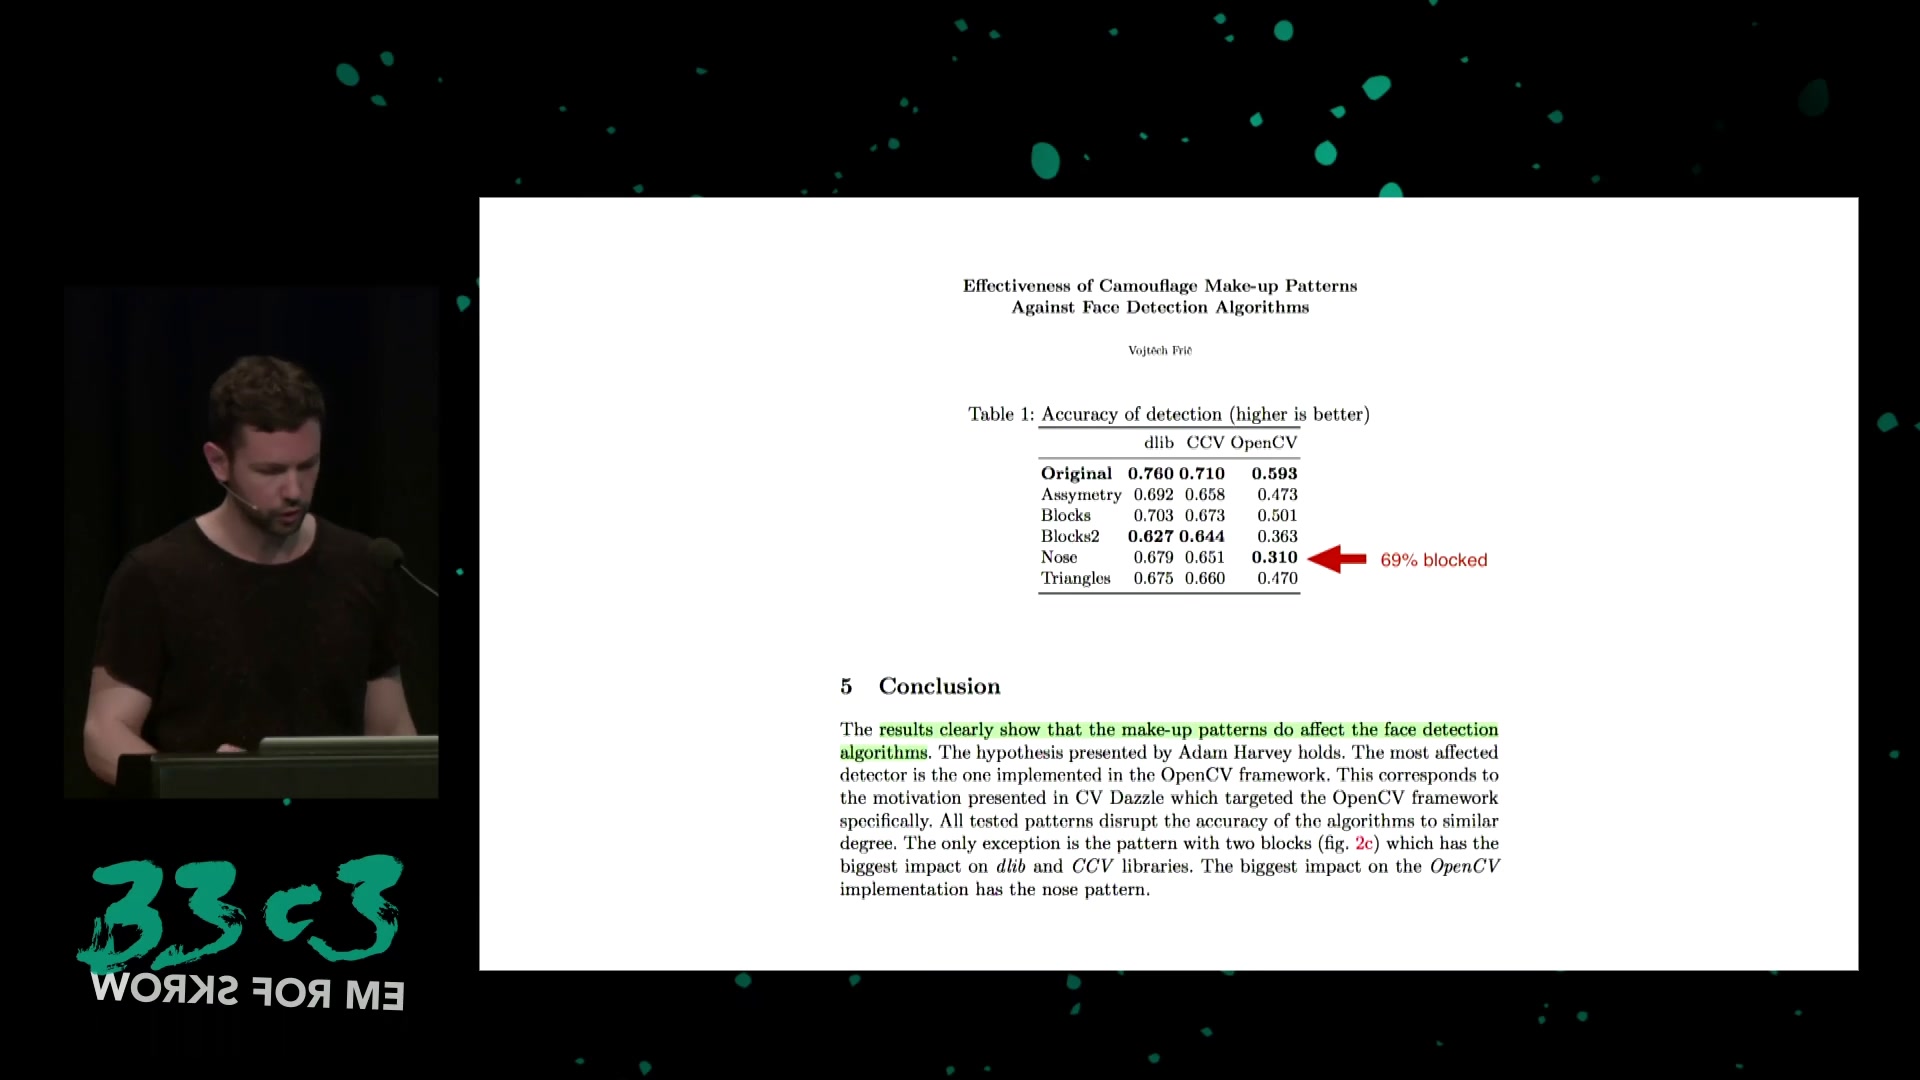 Effectiveness of Camouflage Make-up Patterns
Against Face Detection Algorithms
Vojtěch Frič
Table 1: Accuracy of detection (higher is better)
dlib CCV OpenCV
Original 0.760 0.710 0.593
Assymetry 0.692 0.658 0.473
Blocks 0.703 0.673 0.501
Blocks2 0.627 0.644 0.363
Nose 0.679 0.651 0.310
69% blocked
Triangles 0.675 0.660 0.470
5 Conclusion
The results clearly show that the make-up patterns do affect the face detection
algorithms. The hypothesis presented by Adam Harvey holds. The most affected
detector is the one implemented in the OpenCV framework. This corresponds to
the motivation presented in CV Dazzle which targeted the OpenCV framework
specifically. All tested patterns disrupt the accuracy of the algorithms to similar
degree. The only exception is the pattern with two blocks (fig. 2c) which has the
biggest impact on dlib and CCV libraries. The biggest impact on the OpenCV
implementation has the nose pattern.
33c3
WORKS FOR ME